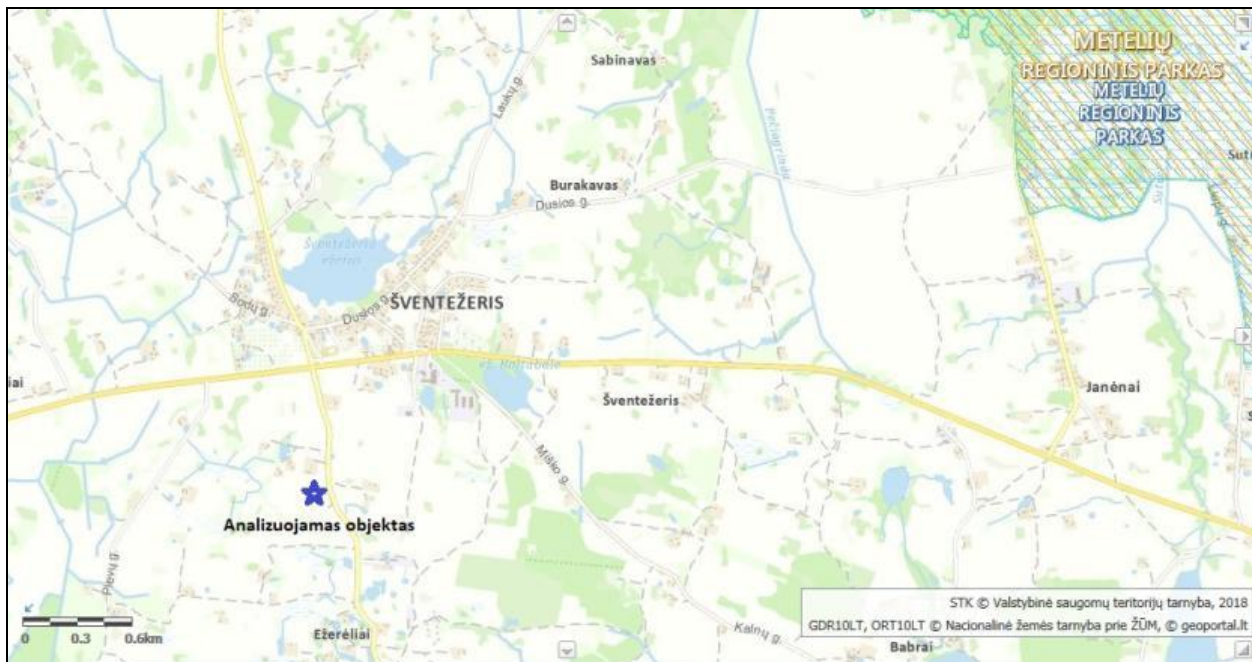 METELIŲ
REGIONINIS PARKAS
METELIŲ
REGIONINIS
PARKAS
Sabinavas
Laukų g.
Burakavas
Dusios g.
Šventežerio
ežeras
Sodų g.
Dusios g.
ŠVENTEŽERIS
iai
Šventežeris
Janėnai
Miško g.
Analizuojamas objektas
Pievų g.
Ežerėliai
Kalnų g.
Babrai
0 0.3 0.6km
STK © Valstybinė saugomų teritorijų tarnyba, 2018
GDR10LT, ORT10LT © Nacionalinė žemės tarnyba prie ŽŪM, © geoportal.lt